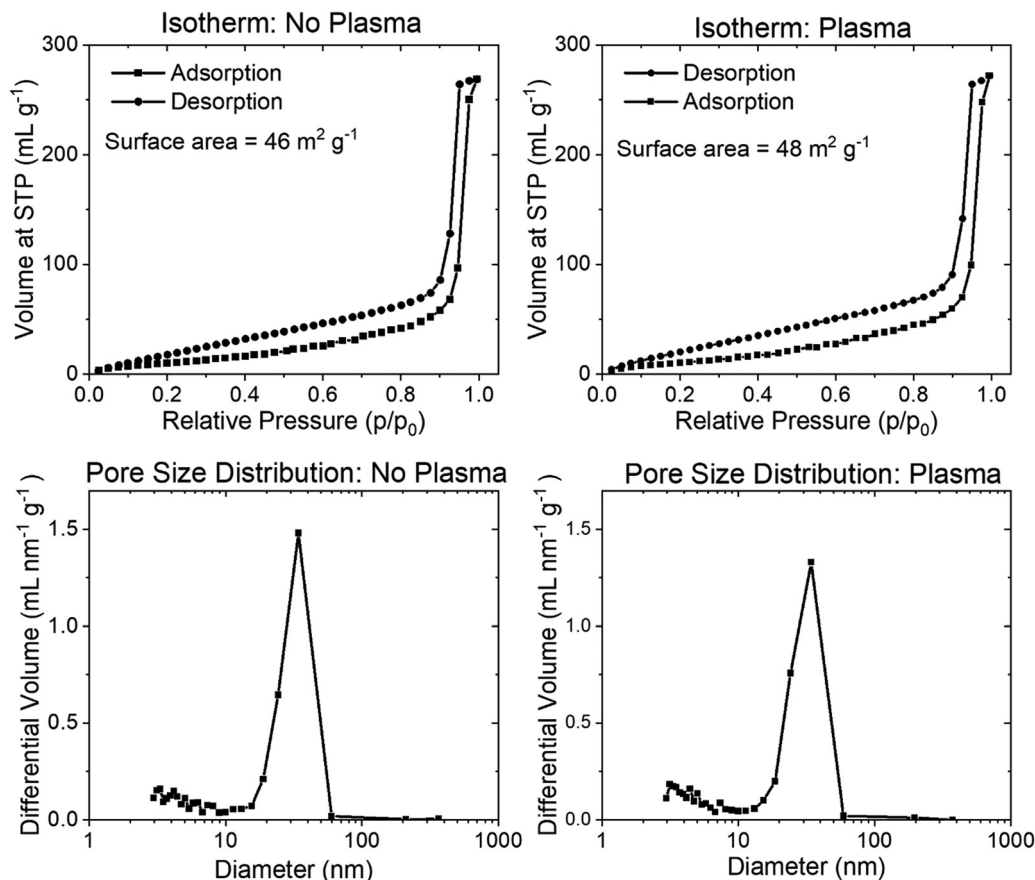 Isotherm: No Plasma
300
200
100
0
Volume at STP (mL g⁻¹)
Adsorption
Desorption
Surface area = 46 m² g⁻¹
0.0 0.2 0.4 0.6 0.8 1.0
Relative Pressure (p/p₀)
Isotherm: Plasma
300
200
100
0
Volume at STP (mL g⁻¹)
Desorption
Adsorption
Surface area = 48 m² g⁻¹
0.0 0.2 0.4 0.6 0.8 1.0
Relative Pressure (p/p₀)
Pore Size Distribution: No Plasma
1.5
1.0
0.5
0.0
Differential Volume (mL nm⁻¹ g⁻¹)
1 10 100 1000
Diameter (nm)
Pore Size Distribution: Plasma
1.5
1.0
0.5
0.0
Differential Volume (mL nm⁻¹ g⁻¹)
1 10 100 1000
Diameter (nm)